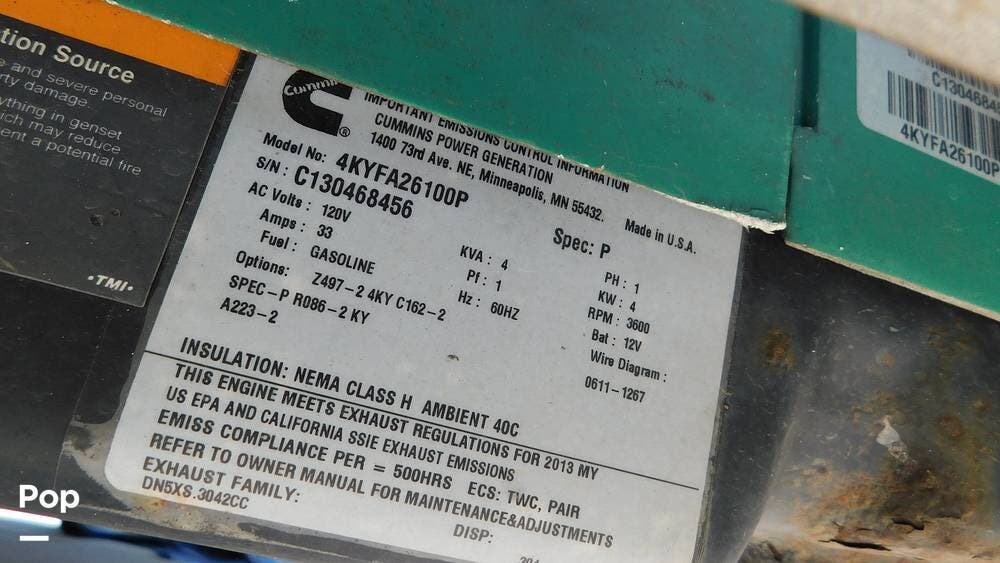 tion Source
e and severe personal
rty damage.
ything in genset
ich may reduce
ent a potential fire
•TMI•
Cummin
®
IMPORTANT EMISSIONS CONTROL INFORMATION
CUMMINS POWER GENERATION
1400 73rd Ave. NE, Minneapolis, MN 55432.
Made in U.S.A.
Model No: 4KYFA26100P
S/N: C130468456
Spec: P
AC Volts: 120V
KVA: 4
PH: 1
Amps: 33
Pf: 1
KW: 4
Fuel: GASOLINE
Hz: 60HZ
RPM: 3600
Options: Z497-2 4KY C162-2
Bat: 12V
SPEC-P R086-2 KY
Wire Diagram:
A223-2
0611-1267
INSULATION: NEMA CLASS H AMBIENT 40C
THIS ENGINE MEETS EXHAUST REGULATIONS FOR 2013 MY
US EPA AND CALIFORNIA SSIE EXHAUST EMISSIONS
EMISS COMPLIANCE PER = 500HRS ECS: TWC, PAIR
REFER TO OWNER MANUAL FOR MAINTENANCE&ADJUSTMENTS
EXHAUST FAMILY:
DN5XS.3042CC
DISP:
C1304684
4KYFA26100P
Pop